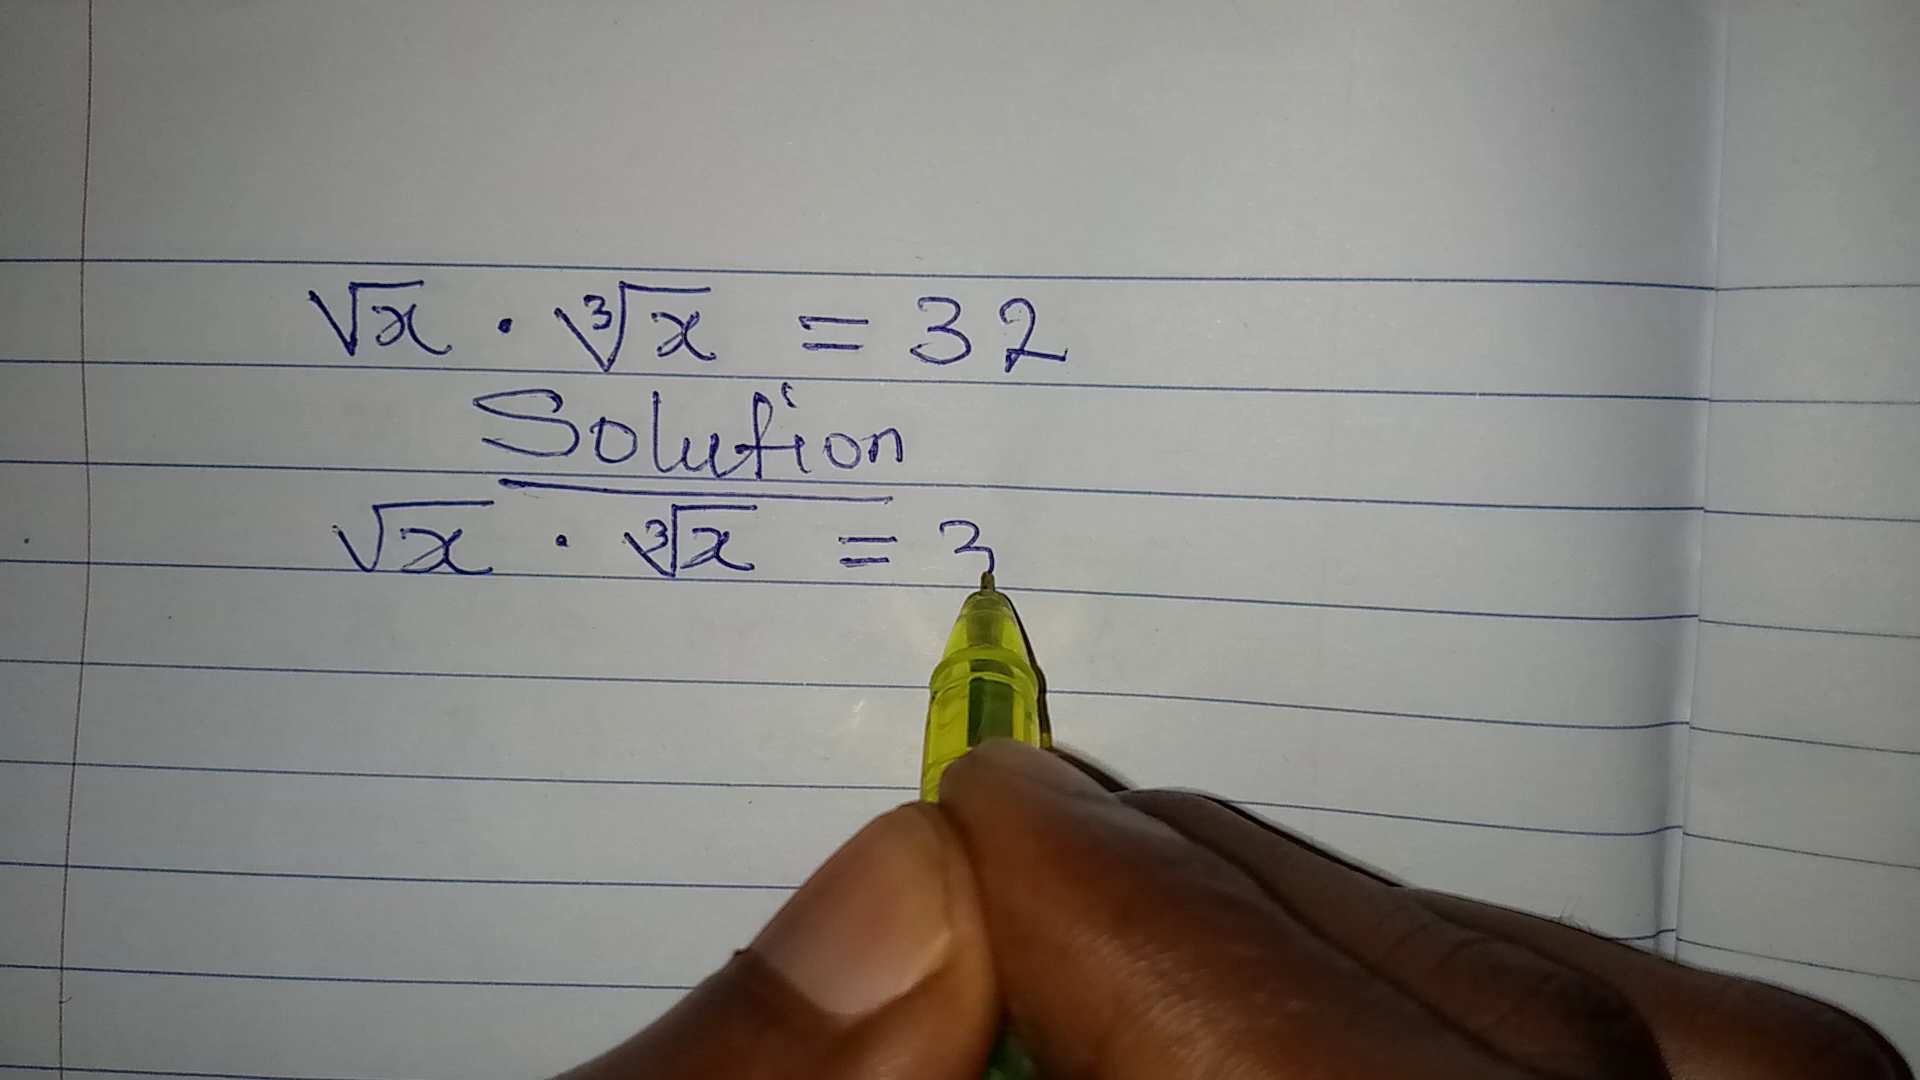 √x · ∛x = 32
Solution
√x · ∛x = 3